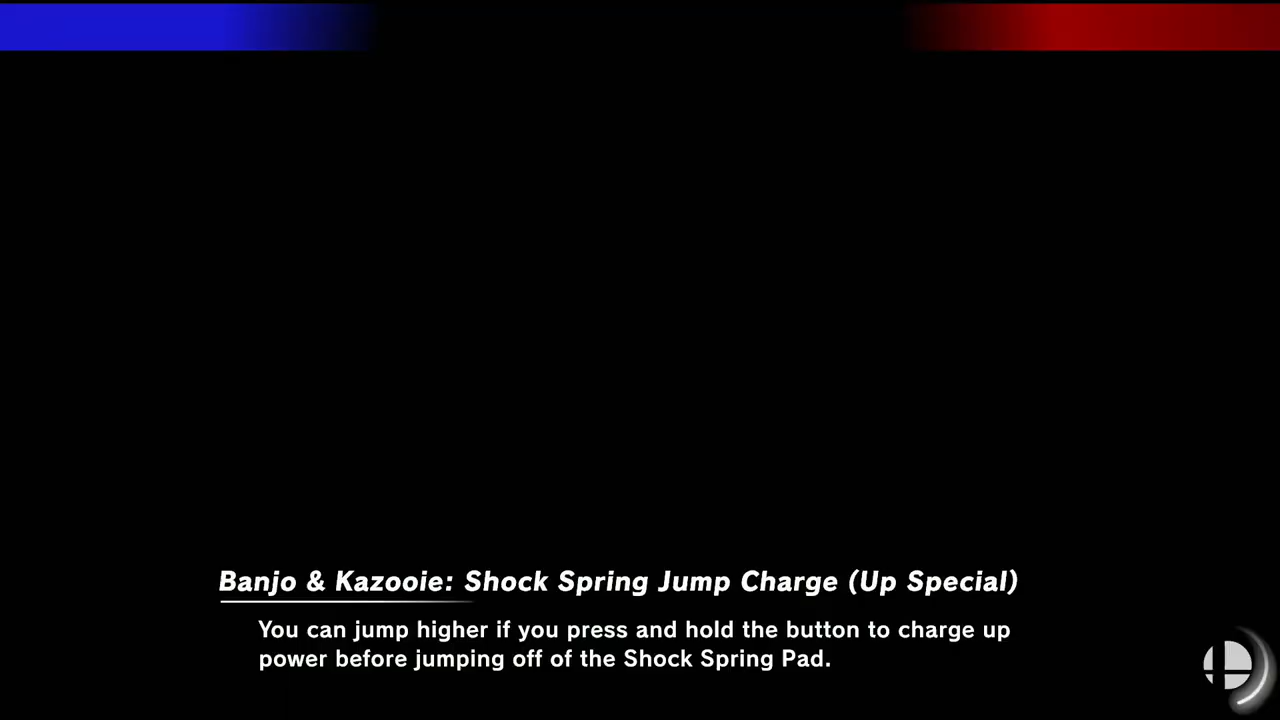 Banjo & Kazooie: Shock Spring Jump Charge (Up Special)
You can jump higher if you press and hold the button to charge up
power before jumping off of the Shock Spring Pad.